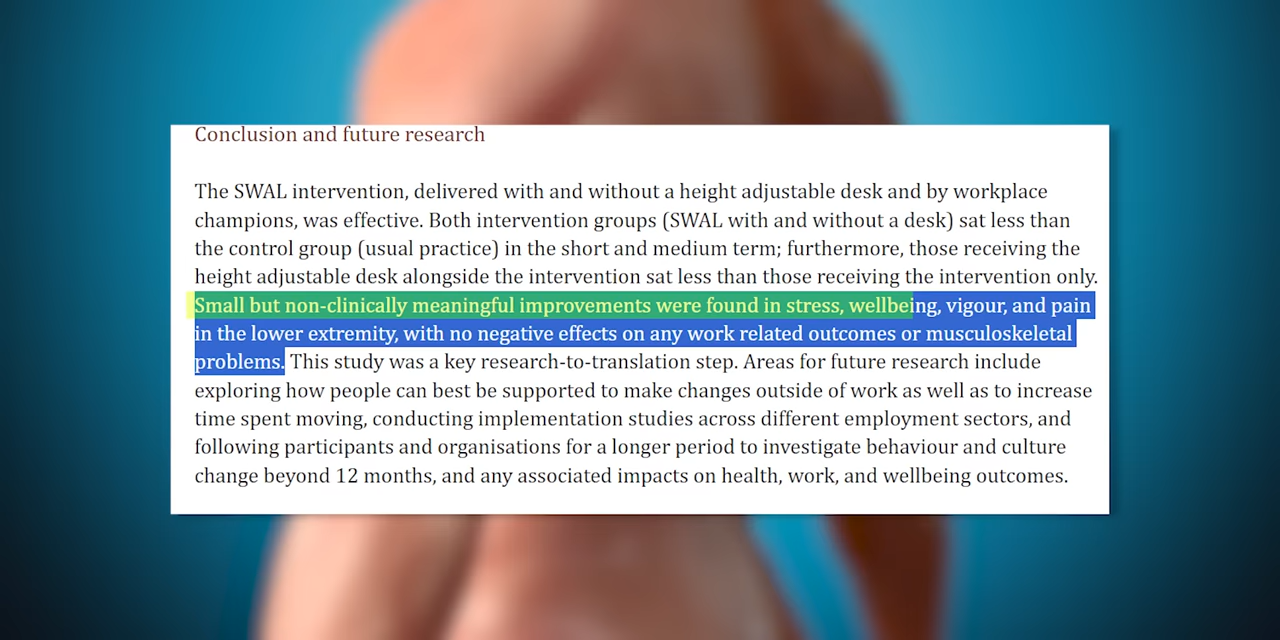 Conclusion and future research
The SWAL intervention, delivered with and without a height adjustable desk and by workplace
champions, was effective. Both intervention groups (SWAL with and without a desk) sat less than
the control group (usual practice) in the short and medium term; furthermore, those receiving the
height adjustable desk alongside the intervention sat less than those receiving the intervention only.
Small but non-clinically meaningful improvements were found in stress, wellbeing, vigour, and pain
in the lower extremity, with no negative effects on any work related outcomes or musculoskeletal
problems. This study was a key research-to-translation step. Areas for future research include
exploring how people can best be supported to make changes outside of work as well as to increase
time spent moving, conducting implementation studies across different employment sectors, and
following participants and organisations for a longer period to investigate behaviour and culture
change beyond 12 months, and any associated impacts on health, work, and wellbeing outcomes.